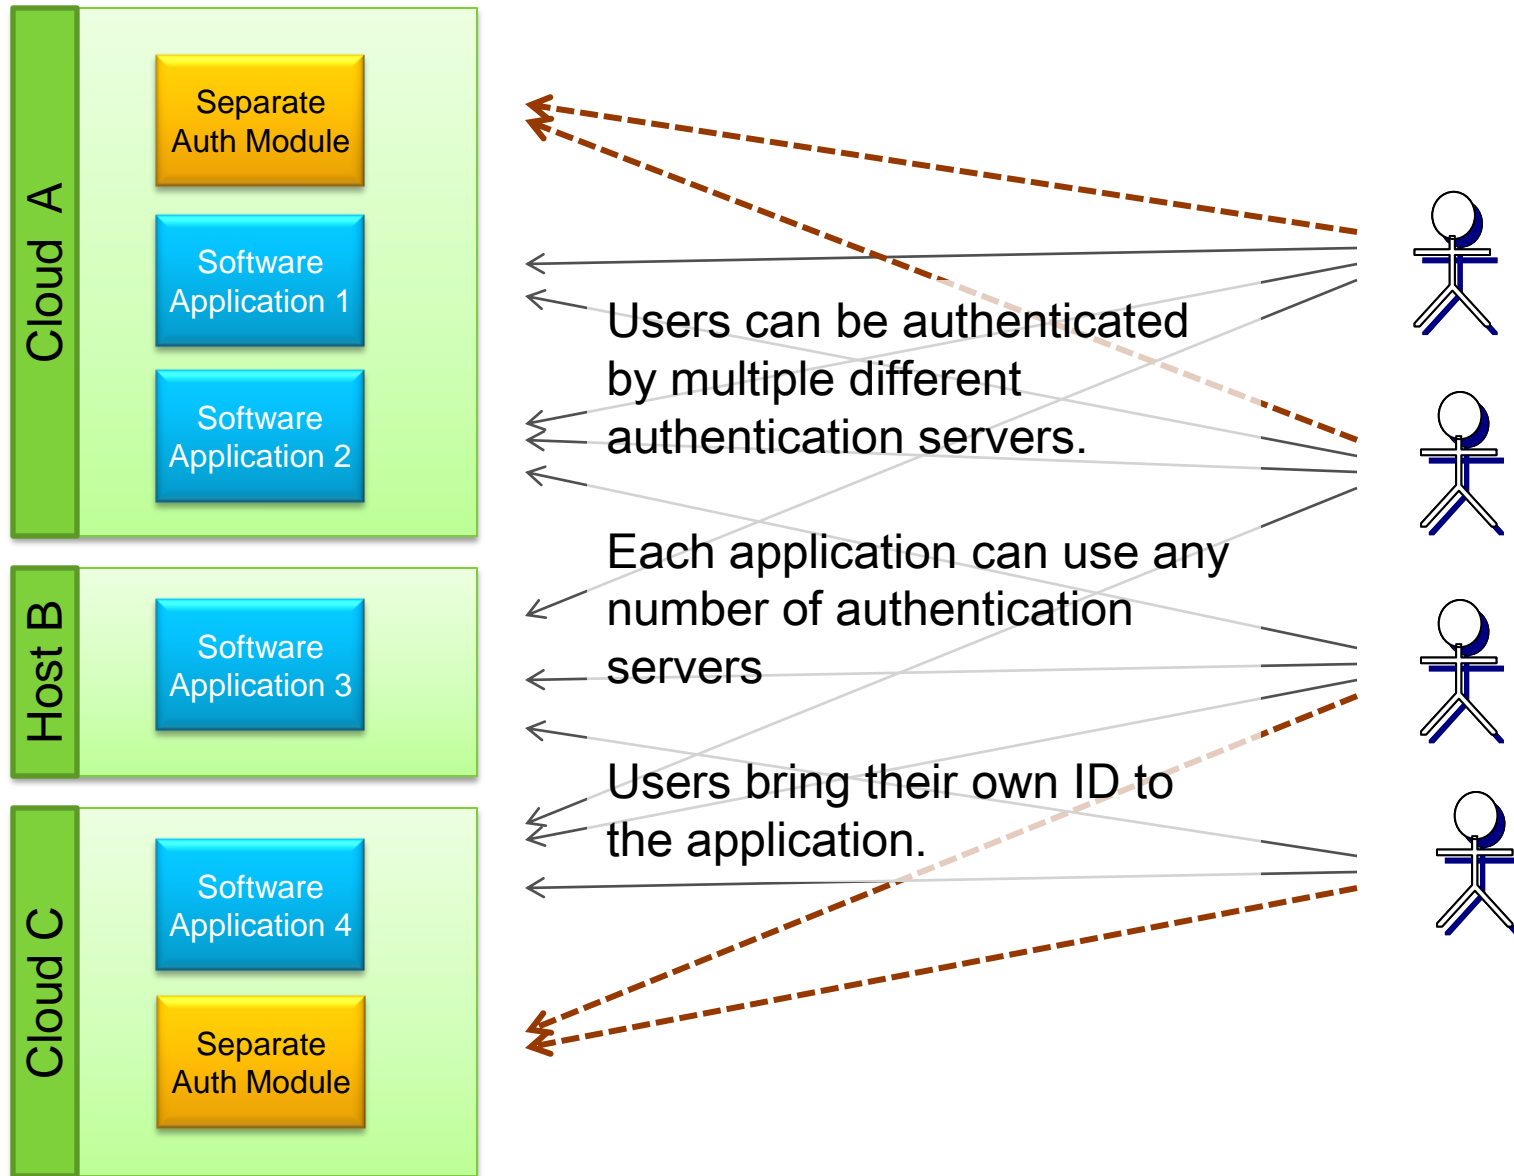 Cloud A
Separate
Auth Module
Software
Application 1
Software
Application 2
Host B
Software
Application 3
Cloud C
Software
Application 4
Separate
Auth Module
Users can be authenticated
by multiple different
authentication servers.
Each application can use any
number of authentication
servers
Users bring their own ID to
the application.